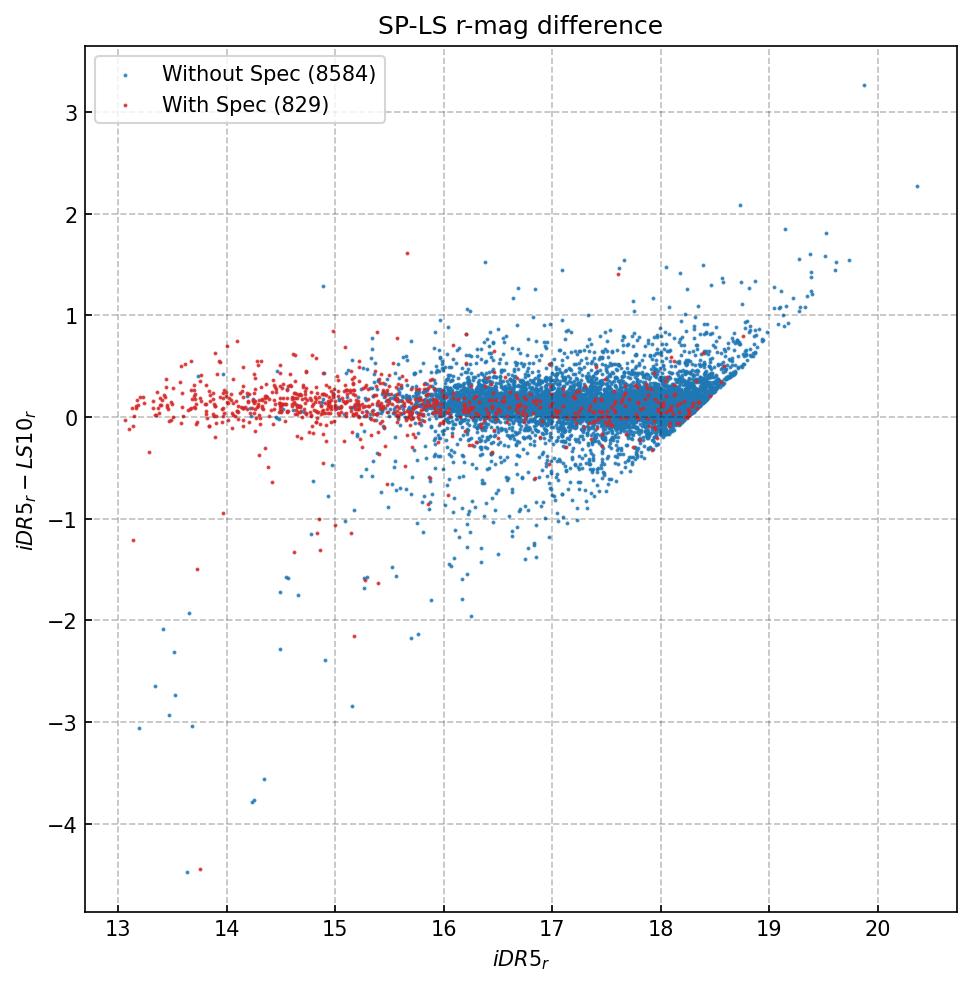 SP-LS r-mag difference
Without Spec (8584)
With Spec (829)
3
2
1
0
−1
−2
−3
−4
iDR5r − LS10r
13 14 15 16 17 18 19 20
iDR5r